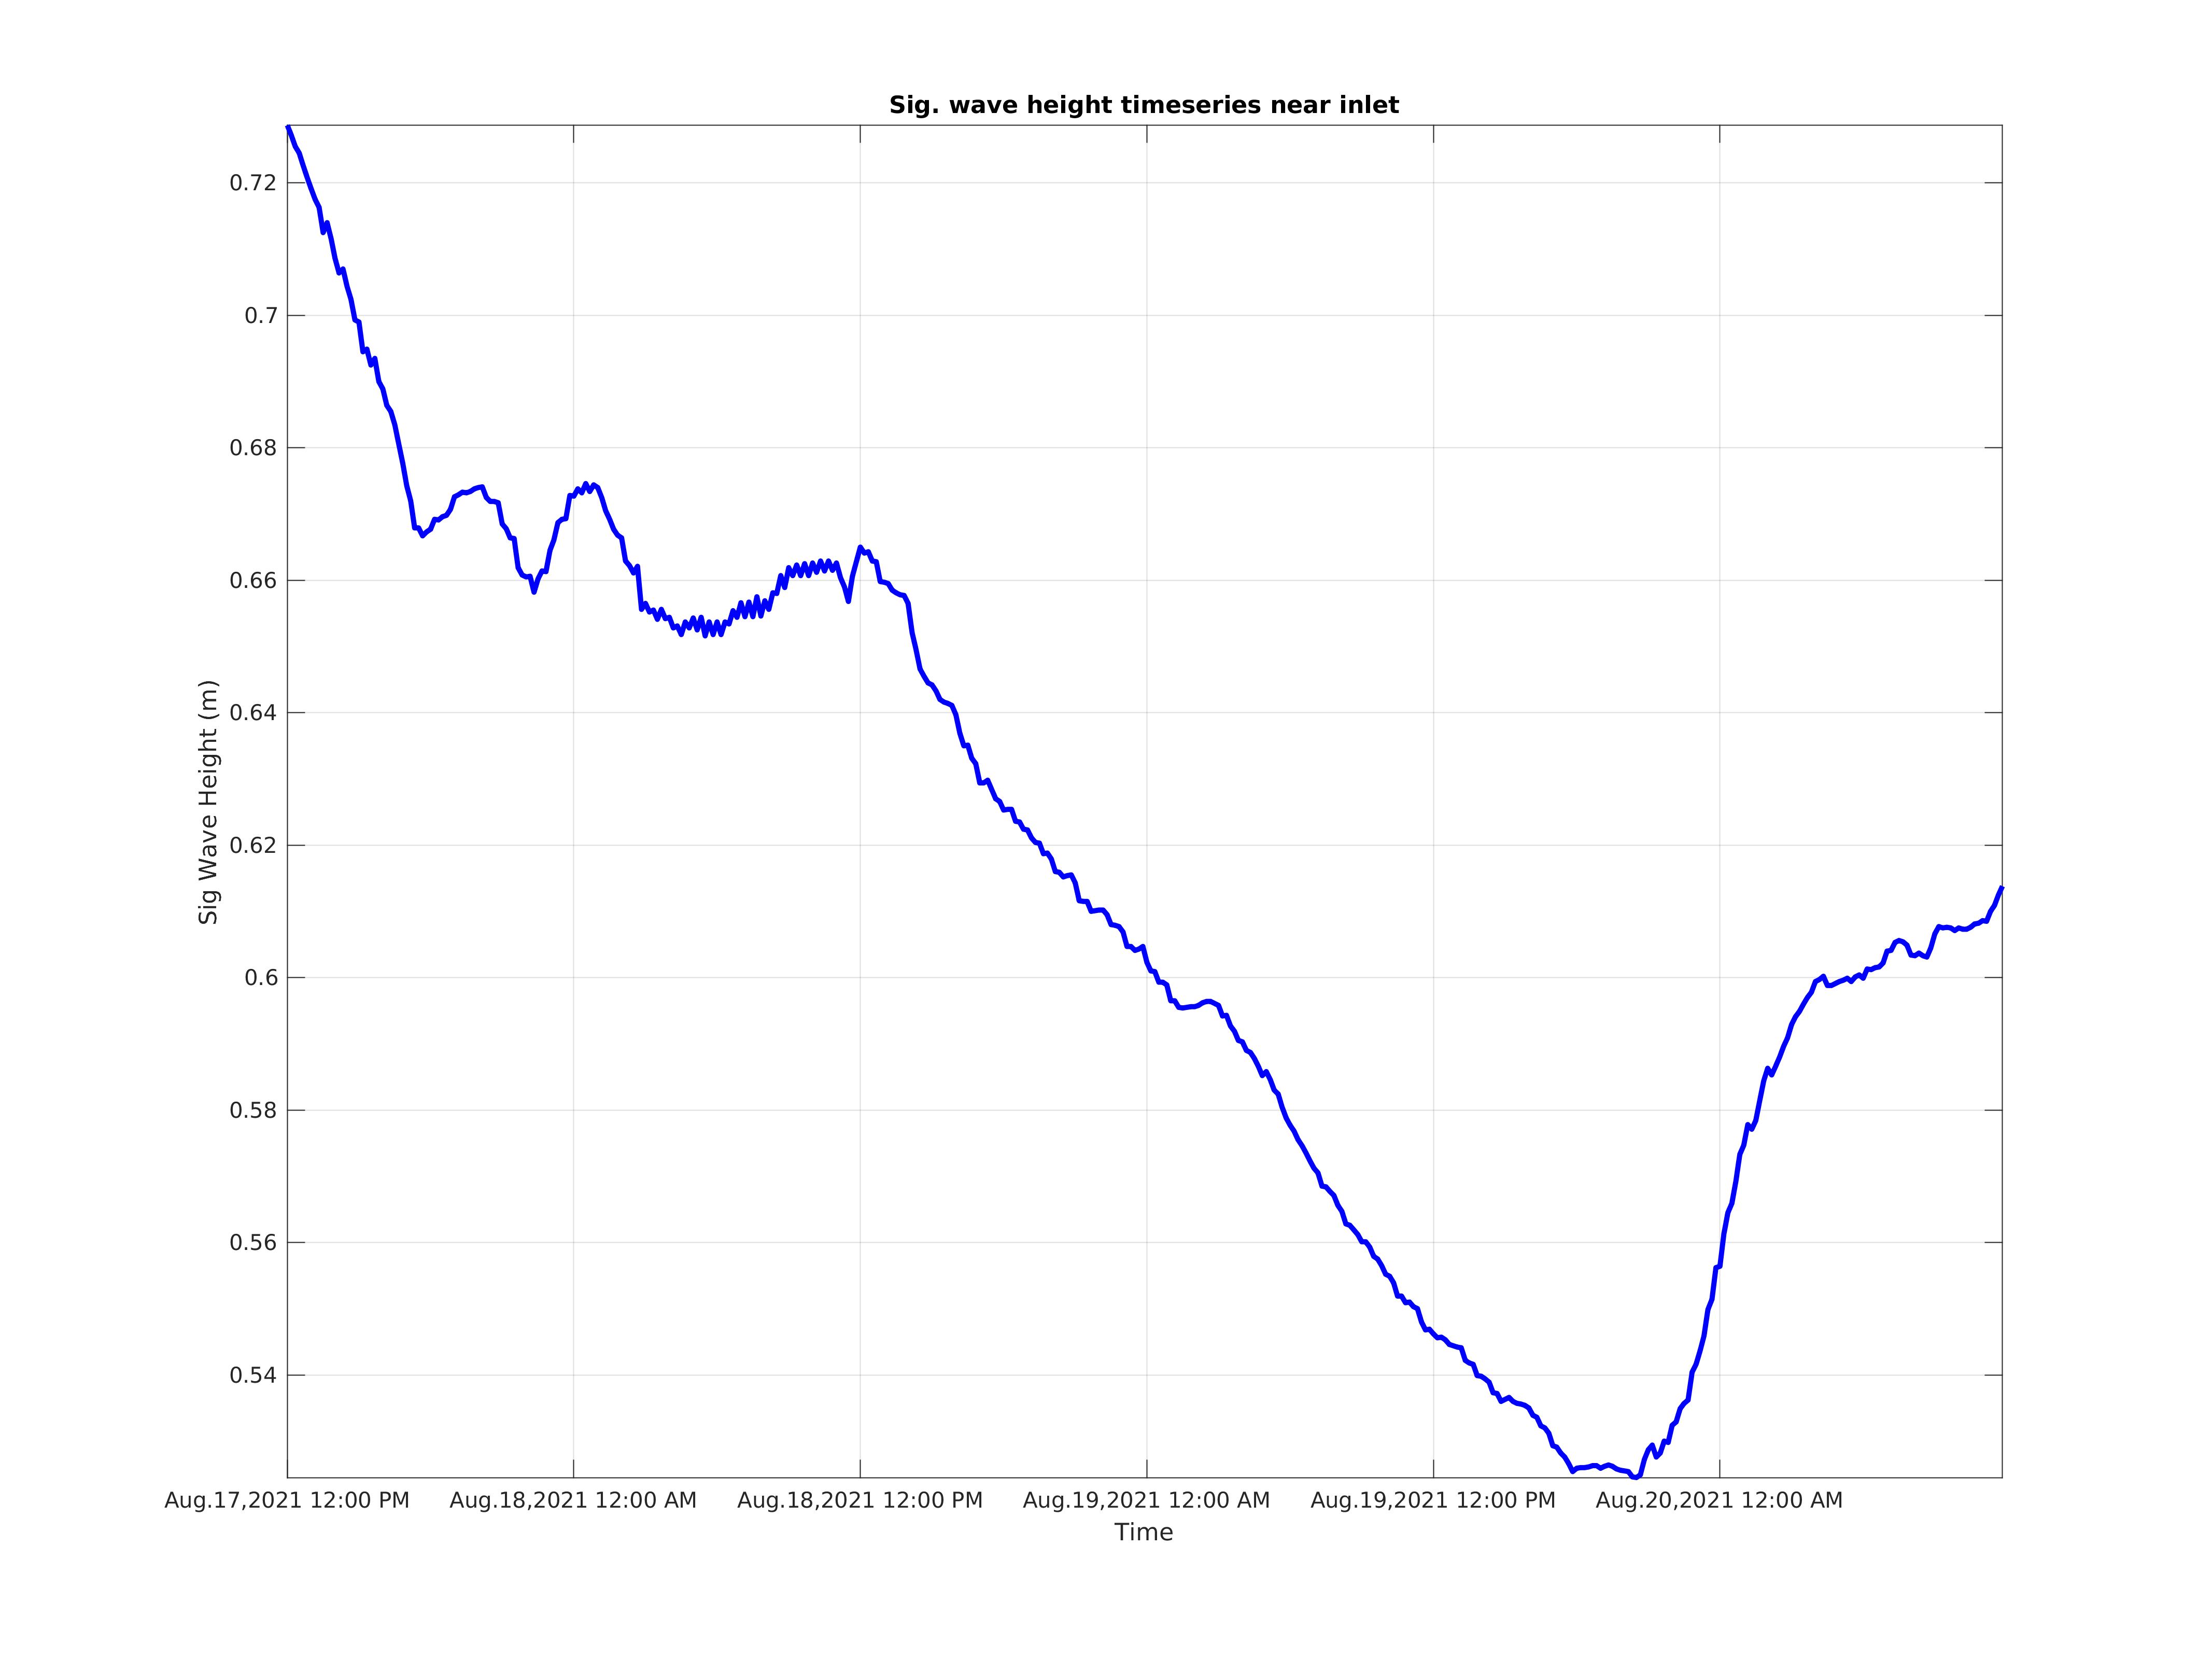 Sig. wave height timeseries near inlet
0.72
0.7
0.68
0.66
0.64
0.62
0.6
0.58
0.56
0.54
Sig Wave Height (m)
Aug.17,2021 12:00 PM
Aug.18,2021 12:00 AM
Aug.18,2021 12:00 PM
Aug.19,2021 12:00 AM
Aug.19,2021 12:00 PM
Aug.20,2021 12:00 AM
Time